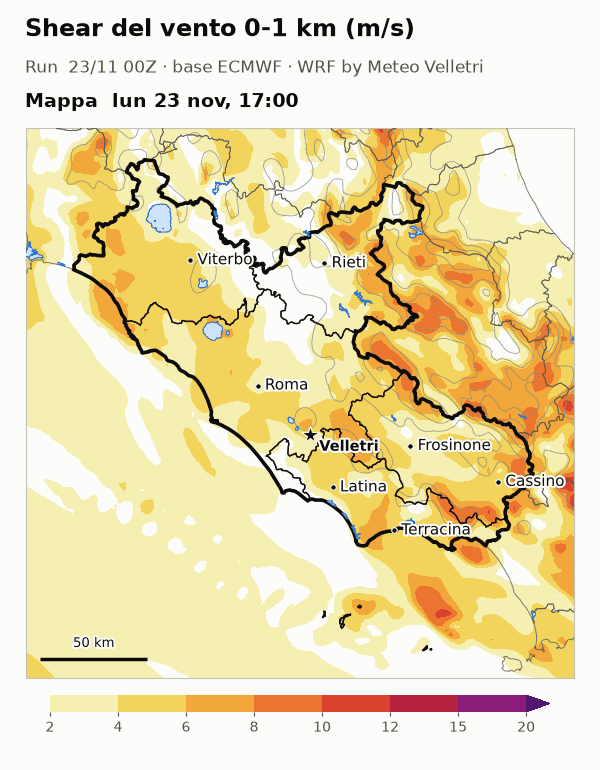 Shear del vento 0-1 km (m/s)
Run 23/11 00Z · base ECMWF · WRF by Meteo Velletri
Mappa lun 23 nov, 17:00
Viterbo
Rieti
Roma
Velletri
Frosinone
Cassino
Latina
Terracina
50 km
2 4 6 8 10 12 15 20